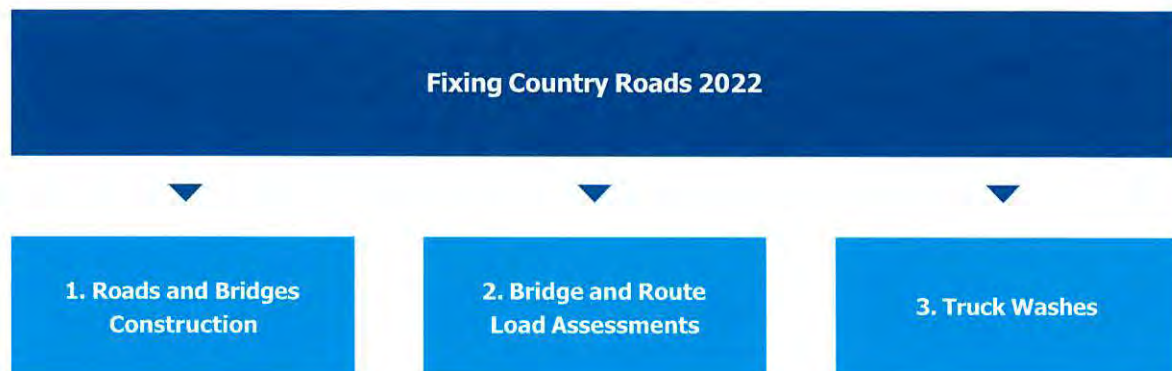 Fixing Country Roads 2022
1. Roads and Bridges
Construction
2. Bridge and Route
Load Assessments
3. Truck Washes